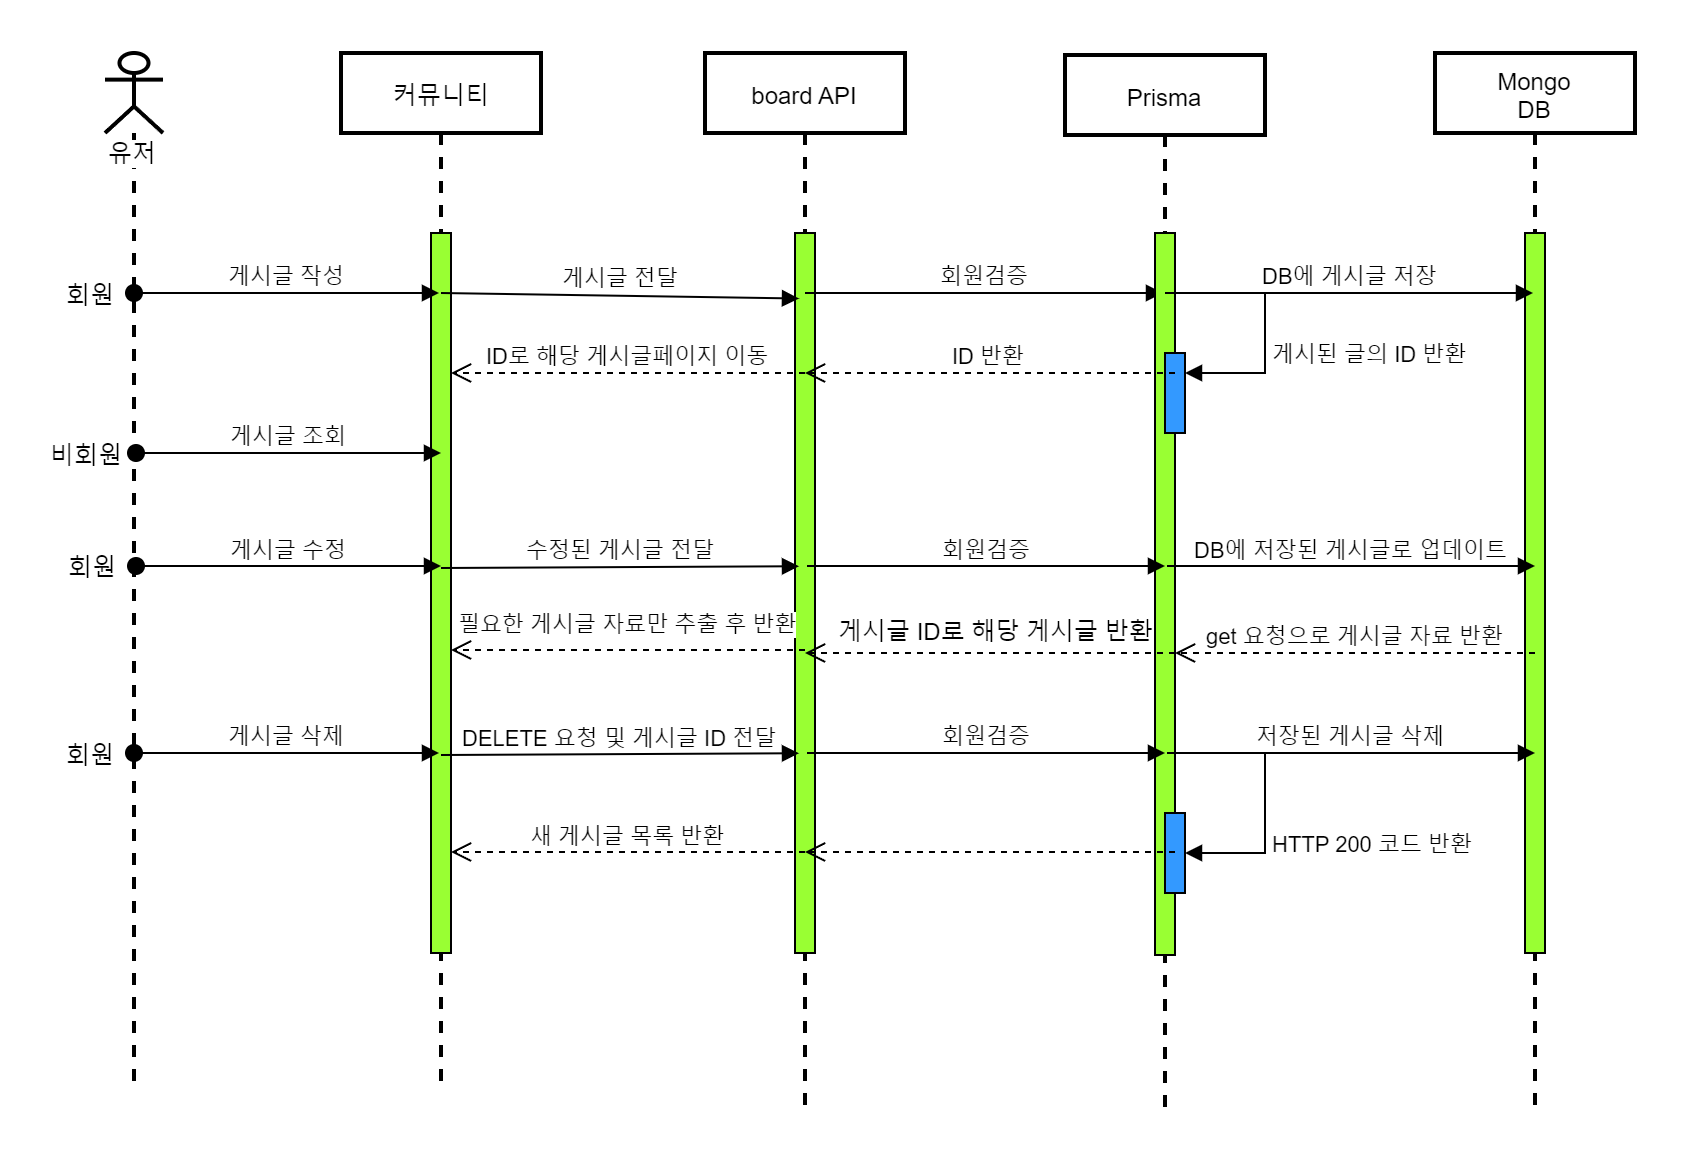 유저
커뮤니티
board API
Prisma
Mongo
DB
회원
게시글 작성
게시글 전달
회원검증
DB에 게시글 저장
ID로 해당 게시글페이지 이동
ID 반환
게시된 글의 ID 반환
비회원
게시글 조회
회원
게시글 수정
수정된 게시글 전달
회원검증
DB에 저장된 게시글로 업데이트
필요한 게시글 자료만 추출 후 반환
게시글 ID로 해당 게시글 반환
get 요청으로 게시글 자료 반환
회원
게시글 삭제
DELETE 요청 및 게시글 ID 전달
회원검증
저장된 게시글 삭제
새 게시글 목록 반환
HTTP 200 코드 반환